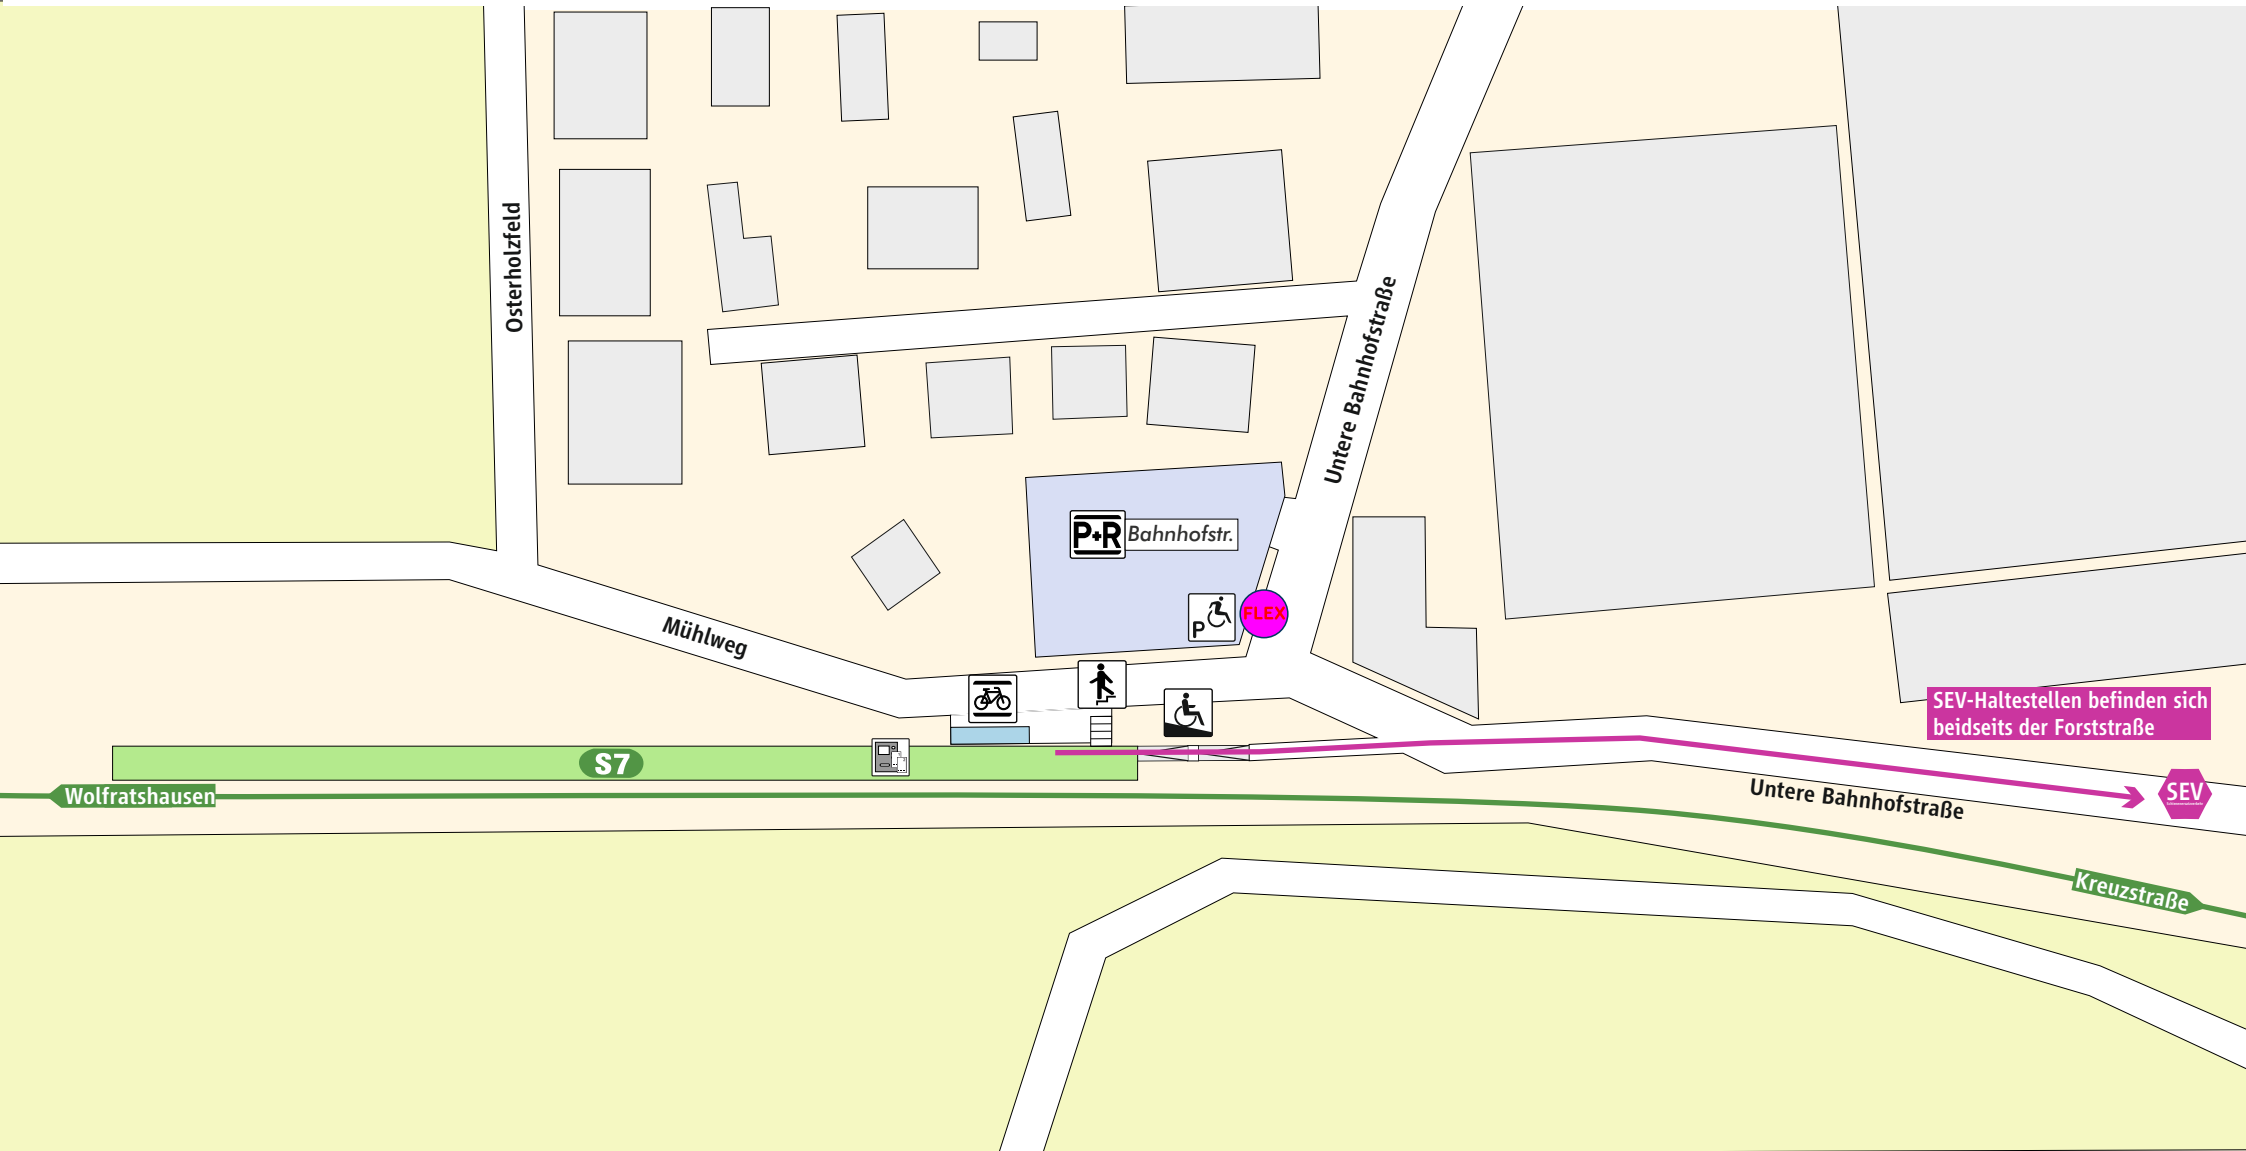 Osterholzfeld
Untere Bahnhofstraße
P+R Bahnhofstr.
P
FLEX
Mühlweg
SEV-Haltestellen befinden sich
beidseits der Forststraße
S7
Wolfratshausen
SEV
Untere Bahnhofstraße
Kreuzstraße